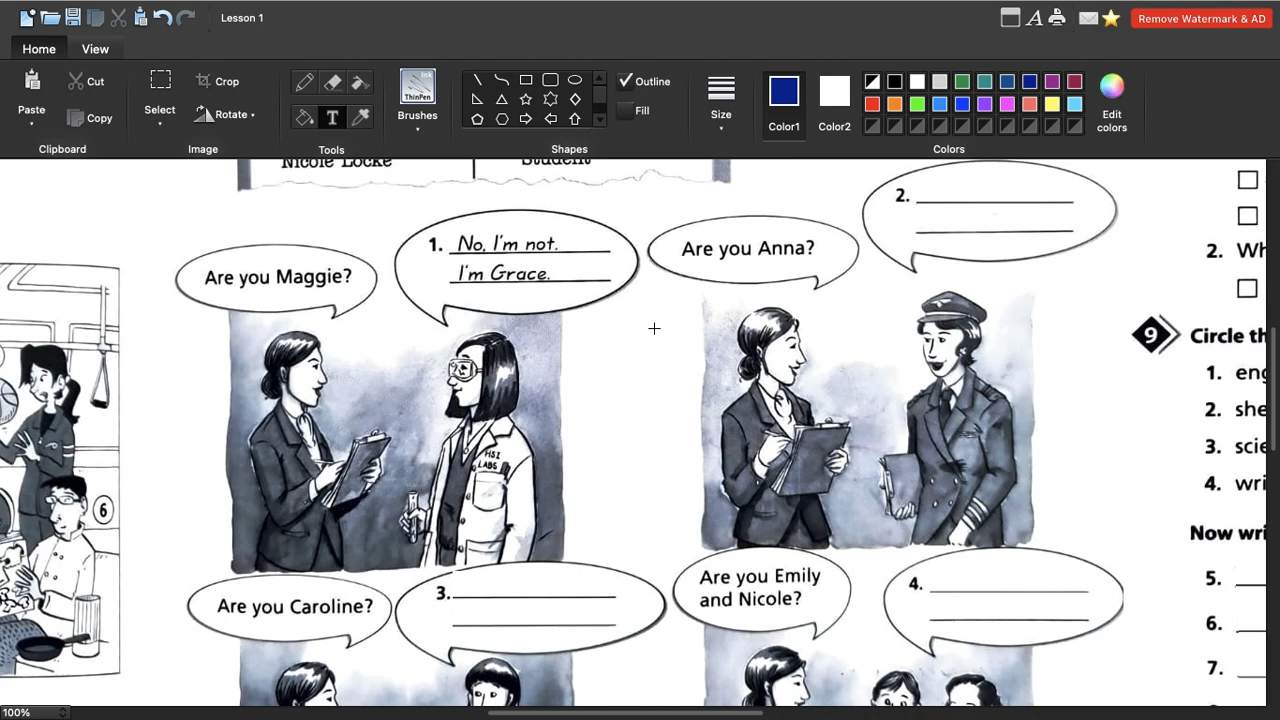 Lesson 1
Remove Watermark & AD
Home
View
Paste
Cut
Copy
Select
Crop
Rotate
Ink
ThinPen
Brushes
Outline
Fill
Size
Color1
Color2
Edit
colors
Clipboard
Image
Tools
Shapes
Colors
Nicole Locke
Student
Are you Maggie?
1. No, I'm not.
I'm Grace.
Are you Anna?
2.
2. Wh
9 Circle th
1. eng
2. she
3. scie
4. wri
HSI
LABS
6
Now wri
5.
6.
7.
Are you Caroline?
3.
Are you Emily
and Nicole?
4.
100%